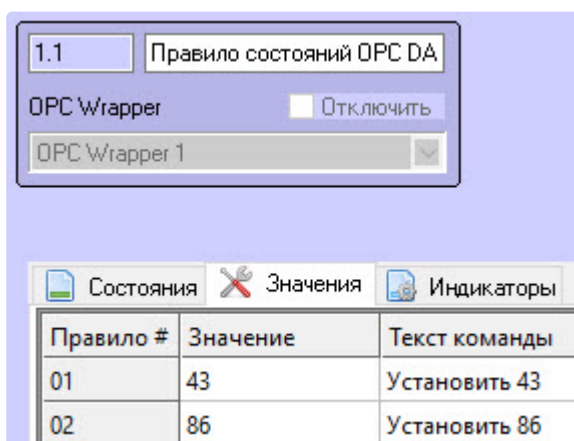 1.1 Правило состояний OPC DA
OPC Wrapper Отключить
OPC Wrapper 1
Состояния Значения Индикаторы
Правило # Значение Текст команды
01 43 Установить 43
02 86 Установить 86